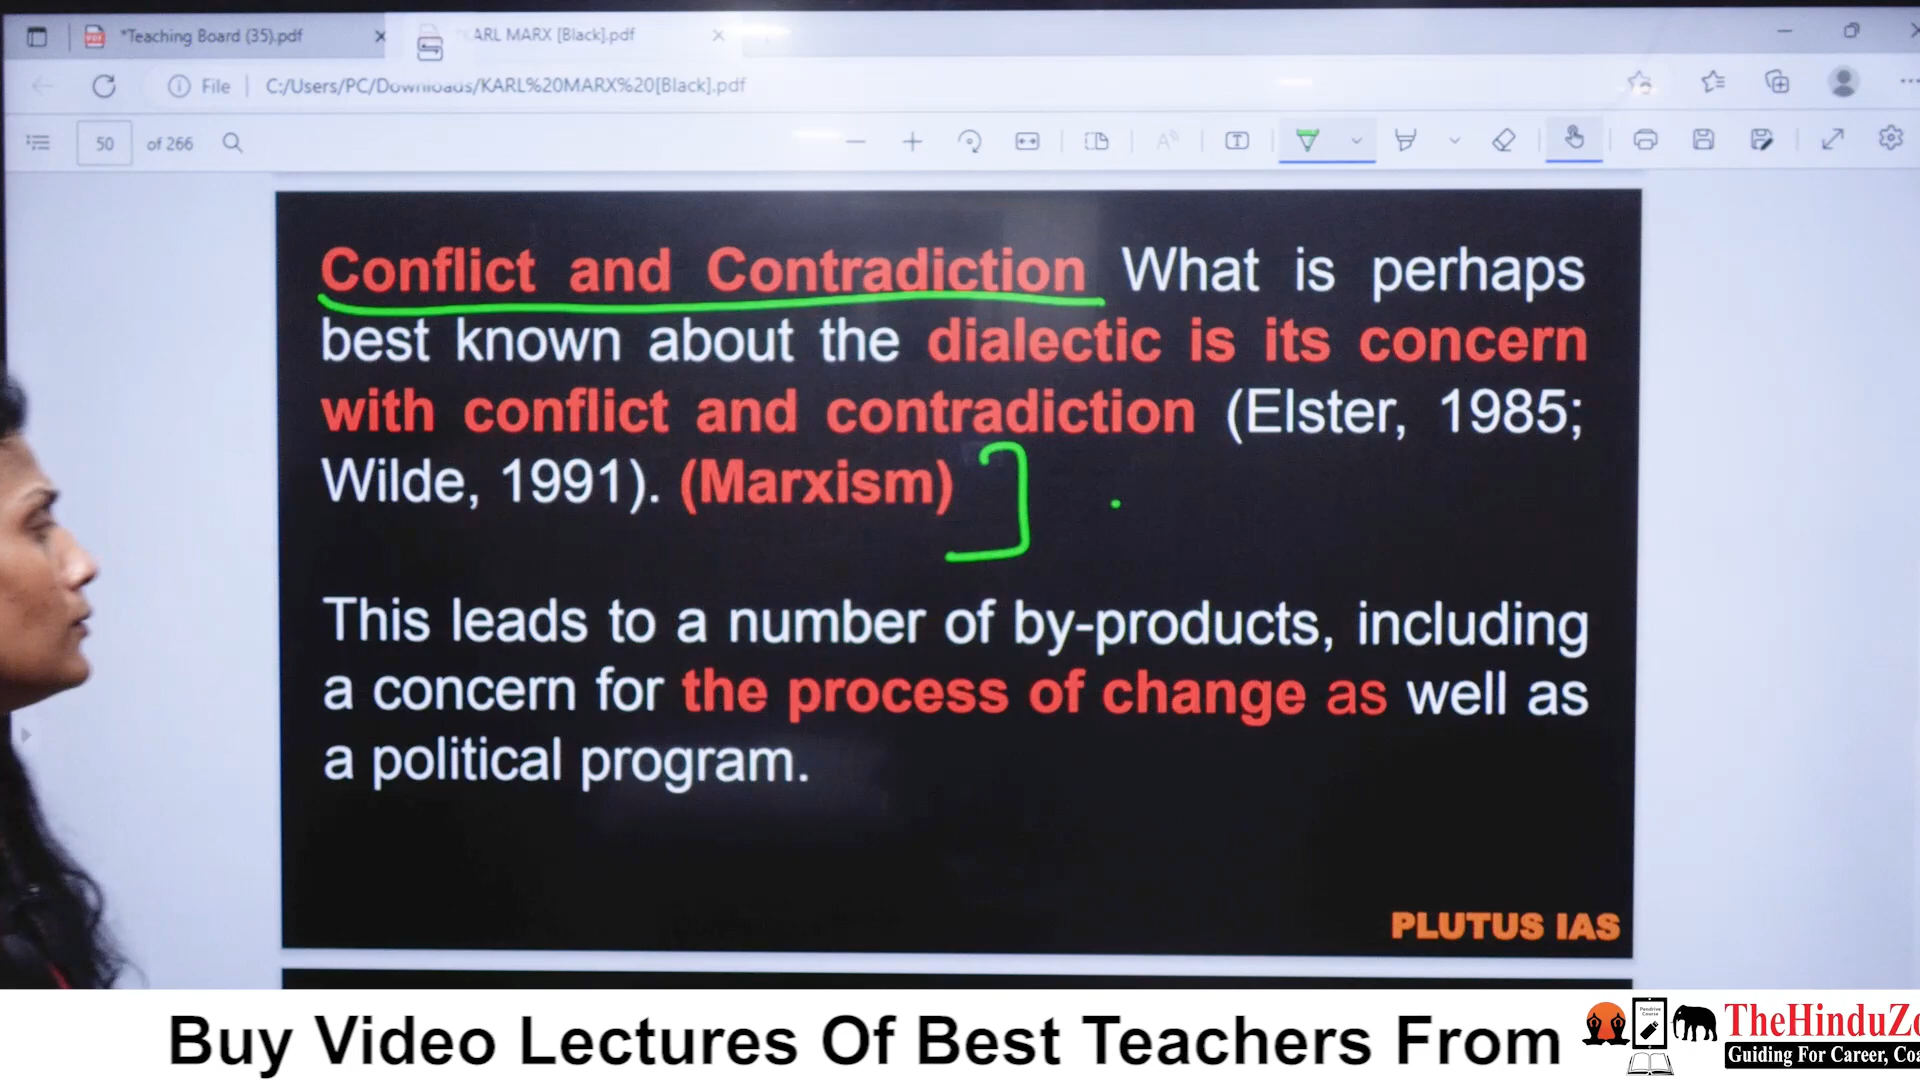 *Teaching Board (35).pdf
ARL MARX [Black].pdf
File
C:/Users/PC/Downloads/KARL%20MARX%20[Black].pdf
50 of 266
Conflict and Contradiction What is perhaps
best known about the dialectic is its concern
with conflict and contradiction (Elster, 1985;
Wilde, 1991). (Marxism)
This leads to a number of by-products, including
a concern for the process of change as well as
a political program.
PLUTUS IAS
Buy Video Lectures Of Best Teachers From
TheHinduZo
Guiding For Career, Coa